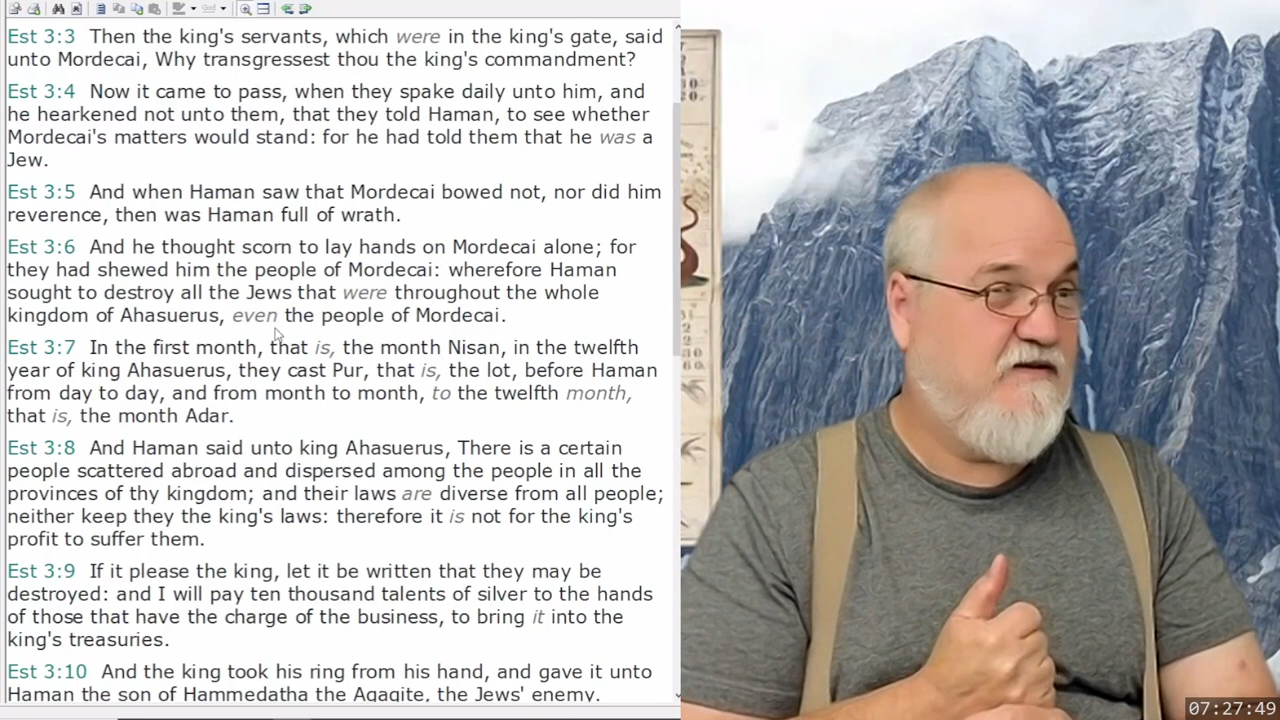 Est 3:3 Then the king's servants, which were in the king's gate, said
unto Mordecai, Why transgressest thou the king's commandment?
Est 3:4 Now it came to pass, when they spake daily unto him, and
he hearkened not unto them, that they told Haman, to see whether
Mordecai's matters would stand: for he had told them that he was a
Jew.
Est 3:5 And when Haman saw that Mordecai bowed not, nor did him
reverence, then was Haman full of wrath.
Est 3:6 And he thought scorn to lay hands on Mordecai alone; for
they had shewed him the people of Mordecai: wherefore Haman
sought to destroy all the Jews that were throughout the whole
kingdom of Ahasuerus, even the people of Mordecai.
Est 3:7 In the first month, that is, the month Nisan, in the twelfth
year of king Ahasuerus, they cast Pur, that is, the lot, before Haman
from day to day, and from month to month, to the twelfth month,
that is, the month Adar.
Est 3:8 And Haman said unto king Ahasuerus, There is a certain
people scattered abroad and dispersed among the people in all the
provinces of thy kingdom; and their laws are diverse from all people;
neither keep they the king's laws: therefore it is not for the king's
profit to suffer them.
Est 3:9 If it please the king, let it be written that they may be
destroyed: and I will pay ten thousand talents of silver to the hands
of those that have the charge of the business, to bring it into the
king's treasuries.
Est 3:10 And the king took his ring from his hand, and gave it unto
Haman the son of Hammedatha the Agagite, the Jews' enemy.
07:27:49